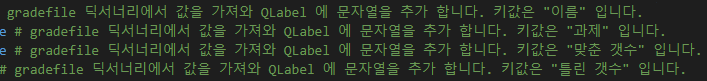 gradefile 딕서너리에서 값을 가져와 QLabel 에 문자열을 추가 합니다. 키값은 "이름" 입니다.
e # gradefile 딕서너리에서 값을 가져와 QLabel 에 문자열을 추가 합니다. 키값은 "과제" 입니다.
e # gradefile 딕서너리에서 값을 가져와 QLabel 에 문자열을 추가 합니다. 키값은 "맞춘 갯수" 입니다.
# gradefile 딕서너리에서 값을 가져와 QLabel 에 문자열을 추가 합니다. 키값은 "틀린 갯수" 입니다.